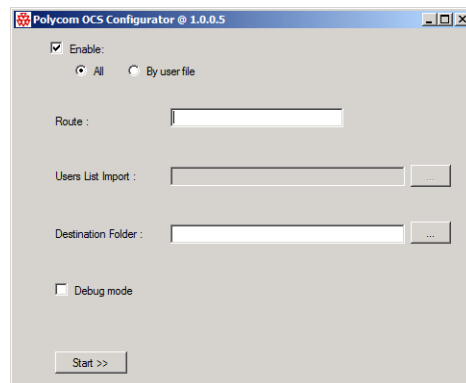 Polycom OCS Configurator @ 1.0.0.5
Enable:
All By user file
Route :
Users List Import : ...
Destination Folder : ...
Debug mode
Start >>